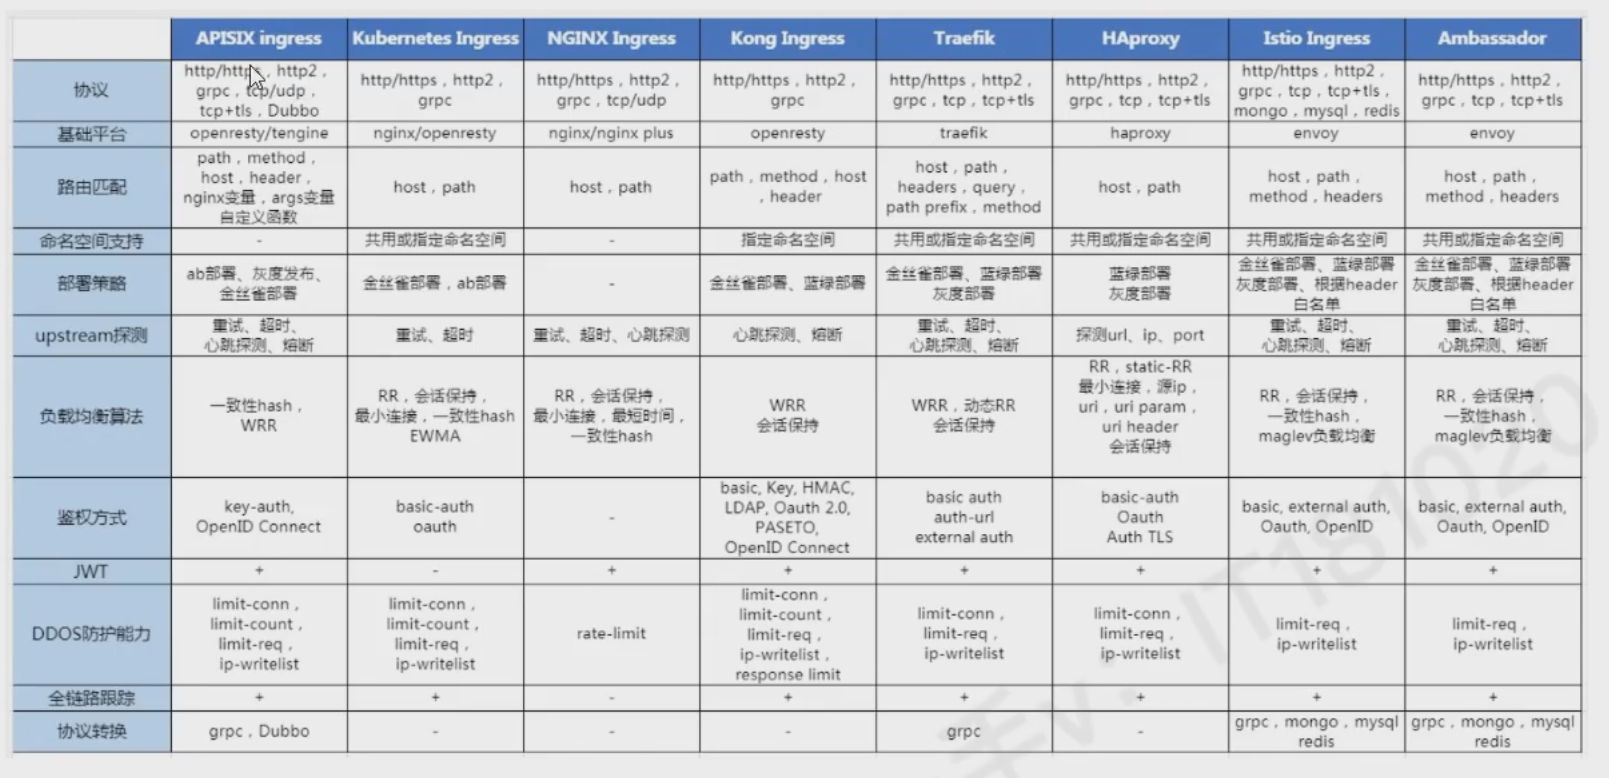 APISIX ingress Kubernetes Ingress NGINX Ingress Kong Ingress Traefik HAproxy Istio Ingress Ambassador
协议
http/https，http2，
grpc，tcp/udp，
tcp+tls，Dubbo
http/https，http2，
grpc
http/https，http2，
grpc，tcp/udp
http/https，http2，
grpc
http/https，http2，
grpc，tcp，tcp+tls
http/https，http2，
grpc，tcp，tcp+tls
http/https，http2，
grpc，tcp，tcp+tls，
mongo，mysql，redis
http/https，http2，
grpc，tcp，tcp+tls
基础平台 openresty/tengine nginx/openresty nginx/nginx plus openresty traefik haproxy envoy envoy
路由匹配
path，method，
host，header，
nginx变量，args变量
自定义函数
host，path
host，path
path，method，host
，header
host，path，
headers，query，
path prefix，method
host，path
host，path，
method，headers
host，path，
method，headers
命名空间支持 - 共用或指定命名空间 - 指定命名空间 共用或指定命名空间 共用或指定命名空间 共用或指定命名空间 共用或指定命名空间
部署策略
ab部署、灰度发布、
金丝雀部署
金丝雀部署，ab部署
-
金丝雀部署、蓝绿部署
金丝雀部署、蓝绿部署
灰度部署
蓝绿部署
灰度部署
金丝雀部署、蓝绿部署
灰度部署、根据header
白名单
金丝雀部署、蓝绿部署
灰度部署、根据header
白名单
upstream探测
重试、超时、
心跳探测、熔断
重试、超时
重试、超时、心跳探测
心跳探测、熔断
重试、超时、
心跳探测、熔断
探测url、ip、port
重试、超时、
心跳探测、熔断
重试、超时、
心跳探测、熔断
负载均衡算法
一致性hash，
WRR
RR，会话保持，
最小连接，一致性hash
EWMA
RR，会话保持，
最小连接，最短时间，
一致性hash
WRR
会话保持
WRR，动态RR
会话保持
RR，static-RR
最小连接，源ip，
uri，uri param，
uri header
会话保持
RR，会话保持，
一致性hash，
maglev负载均衡
RR，会话保持，
一致性hash，
maglev负载均衡
鉴权方式
key-auth,
OpenID Connect
basic-auth
oauth
-
basic, Key, HMAC,
LDAP, Oauth 2.0,
PASETO,
OpenID Connect
basic auth
auth-url
external auth
basic-auth
Oauth
Auth TLS
basic, external auth,
Oauth, OpenID
basic, external auth,
Oauth, OpenID
JWT + - + + + + + +
DDOS防护能力
limit-conn，
limit-count，
limit-req，
ip-writelist
limit-conn，
limit-count，
limit-req，
ip-writelist
rate-limit
limit-conn，
limit-count，
limit-req，
ip-writelist，
response limit
limit-conn，
limit-req，
ip-writelist
limit-conn，
limit-req，
ip-writelist
limit-req，
ip-writelist
limit-req，
ip-writelist
全链路跟踪 + + - + + + + +
协议转换
grpc，Dubbo
-
-
-
grpc
-
grpc，mongo，mysql
redis
grpc，mongo，mysql
redis
IT181020